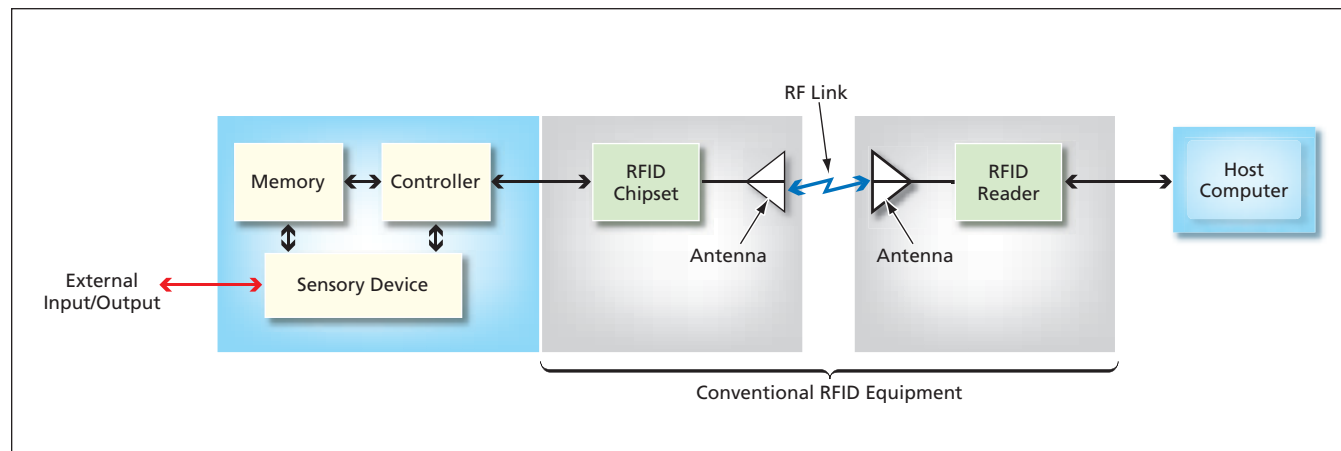 RF Link
Memory
Controller
RFID
Chipset
RFID
Reader
Host
Computer
Antenna
Antenna
External
Input/Output
Sensory Device
Conventional RFID Equipment